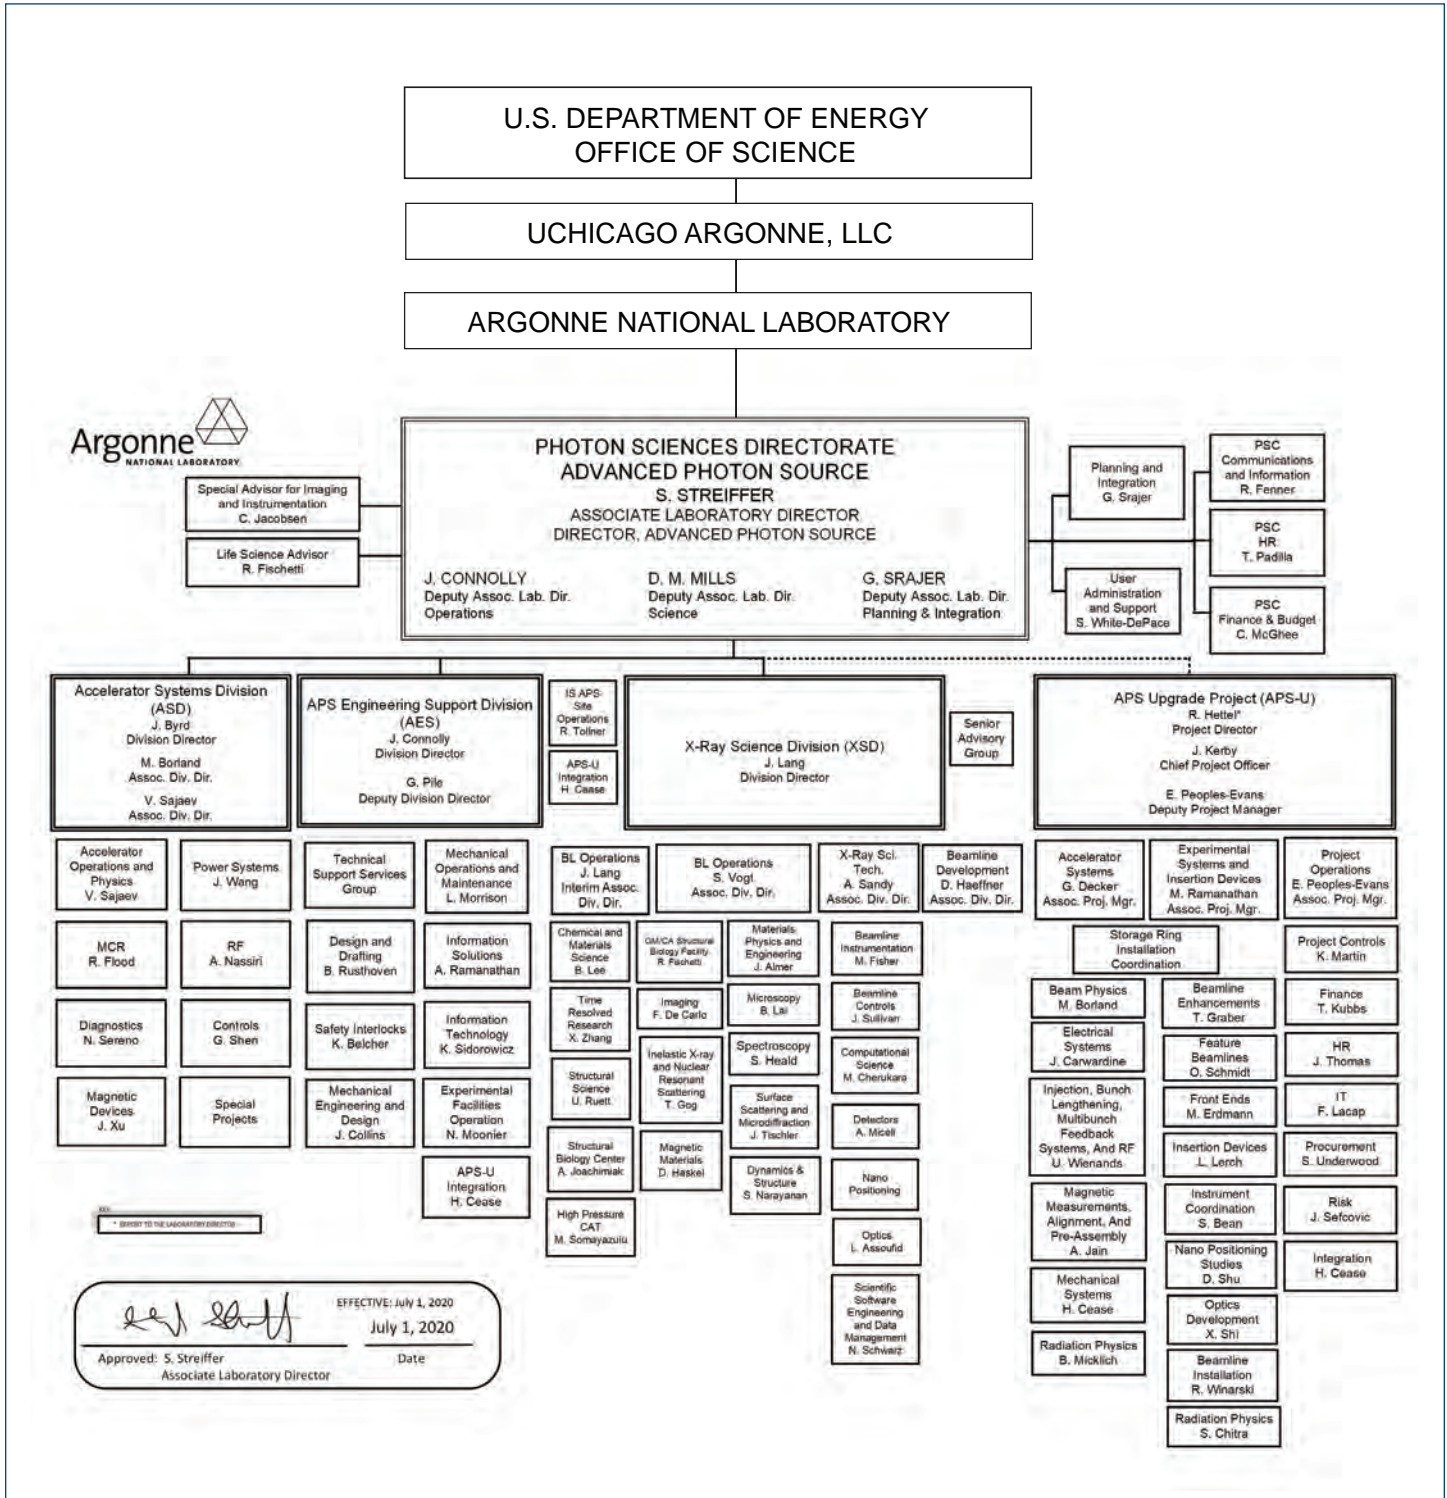 U.S. DEPARTMENT OF ENERGY
OFFICE OF SCIENCE
UCHICAGO ARGONNE, LLC
ARGONNE NATIONAL LABORATORY
Argonne
NATIONAL LABORATORY
Special Advisor for Imaging
and Instrumentation
C. Jacobsen
Life Science Advisor
R. Fischetti
PHOTON SCIENCES DIRECTORATE
ADVANCED PHOTON SOURCE
S. STREIFFER
ASSOCIATE LABORATORY DIRECTOR
DIRECTOR, ADVANCED PHOTON SOURCE
J. CONNOLLY
Deputy Assoc. Lab. Dir.
Operations
D. M. MILLS
Deputy Assoc. Lab. Dir.
Science
G. SRAJER
Deputy Assoc. Lab. Dir.
Planning & Integration
Planning and
Integration
G. Srajer
User
Administration
and Support
S. White-DePace
PSC
Communications
and Information
R. Fenner
PSC
HR
T. Padilla
PSC
Finance & Budget
C. McGhee
Accelerator Systems Division
(ASD)
J. Byrd
Division Director
M. Borland
Assoc. Div. Dir.
V. Sajaev
Assoc. Div. Dir.
APS Engineering Support Division
(AES)
J. Connolly
Division Director
G. Pile
Deputy Division Director
IS APS-
Site
Operations
R. Tollner
APS-U
Integration
H. Cease
X-Ray Science Division (XSD)
J. Lang
Division Director
Senior
Advisory
Group
APS Upgrade Project (APS-U)
R. Hettel*
Project Director
J. Kerby
Chief Project Officer
E. Peoples-Evans
Deputy Project Manager
Accelerator
Operations and
Physics
V. Sajaev
MCR
R. Flood
Diagnostics
N. Sereno
Magnetic
Devices
J. Xu
Power Systems
J. Wang
RF
A. Nassiri
Controls
G. Shen
Special
Projects
Technical
Support Services
Group
Design and
Drafting
B. Rusthoven
Safety Interlocks
K. Belcher
Mechanical
Engineering and
Design
J. Collins
Mechanical
Operations and
Maintenance
L. Morrison
Information
Solutions
A. Ramanathan
Information
Technology
K. Sidorowicz
Experimental
Facilities
Operation
N. Moonier
APS-U
Integration
H. Cease
BL Operations
J. Lang
Interim Assoc.
Div. Dir.
BL Operations
S. Vogt
Assoc. Div. Dir.
X-Ray Sci.
Tech.
A. Sandy
Assoc. Div. Dir.
Beamline
Development
D. Haeffner
Assoc. Div. Dir.
Chemical and
Materials
Science
B. Lee
Time
Resolved
Research
X. Zhang
Structural
Science
U. Ruett
Structural
Biology Center
A. Joachimiak
High Pressure
CAT
M. Somayazulu
GM/CA Structural
Biology Facility
R. Fischetti
Imaging
F. De Carlo
Inelastic X-ray
and Nuclear
Resonant
Scattering
T. Gog
Magnetic
Materials
D. Haskel
Materials
Physics and
Engineering
J. Almer
Microscopy
B. Lai
Spectroscopy
S. Heald
Surface
Scattering and
Microdiffraction
J. Tischler
Dynamics &
Structure
S. Narayanan
Beamline
Instrumentation
M. Fisher
Beamline
Controls
J. Sullivan
Computational
Science
M. Cherukara
Detectors
A. Miceli
Nano
Positioning
Optics
L. Assoufid
Scientific
Software
Engineering
and Data
Management
N. Schwarz
Accelerator
Systems
G. Decker
Assoc. Proj. Mgr.
Experimental
Systems and
Insertion Devices
M. Ramanathan
Assoc. Proj. Mgr.
Project
Operations
E. Peoples-Evans
Assoc. Proj. Mgr.
Storage Ring
Installation
Coordination
Beam Physics
M. Borland
Electrical
Systems
J. Carwardine
Injection, Bunch
Lengthening,
Multibunch
Feedback
Systems, And RF
U. Wienands
Magnetic
Measurements,
Alignment, And
Pre-Assembly
A. Jain
Mechanical
Systems
H. Cease
Radiation Physics
B. Micklich
Beamline
Enhancements
T. Graber
Feature
Beamlines
O. Schmidt
Front Ends
M. Erdmann
Insertion Devices
L. Lerch
Instrument
Coordination
S. Bean
Nano Positioning
Studies
D. Shu
Optics
Development
X. Shi
Beamline
Installation
R. Winarski
Radiation Physics
S. Chitra
Project Controls
K. Martin
Finance
T. Kubbs
HR
J. Thomas
IT
F. Lacap
Procurement
S. Underwood
Risk
J. Sefcovic
Integration
H. Cease
* REPORT TO THE LABORATORY DIRECTOR
EFFECTIVE: July 1, 2020
July 1, 2020
Approved: S. Streiffer
Date
Associate Laboratory Director